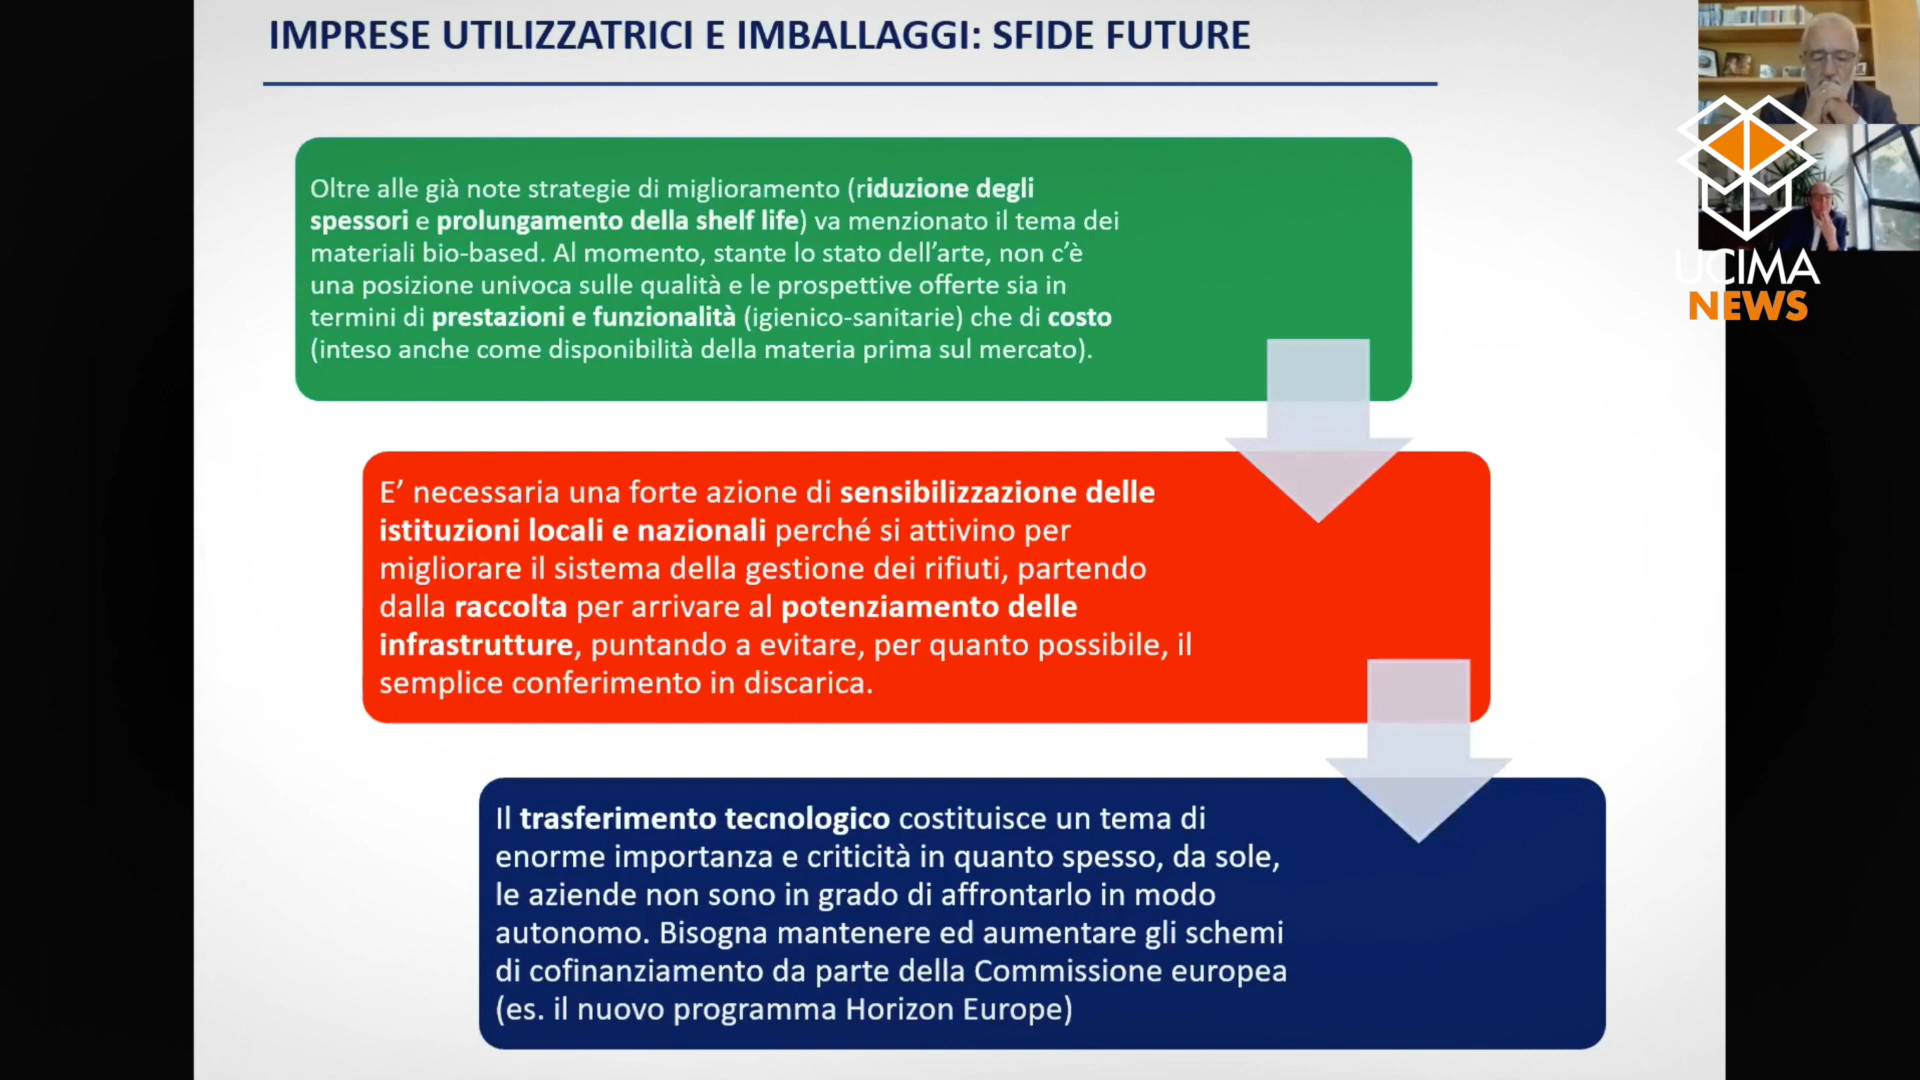 IMPRESE UTILIZZATRICI E IMBALLAGGI: SFIDE FUTURE
Oltre alle già note strategie di miglioramento (riduzione degli
spessori e prolungamento della shelf life) va menzionato il tema dei
materiali bio-based. Al momento, stante lo stato dell’arte, non c’è
una posizione univoca sulle qualità e le prospettive offerte sia in
termini di prestazioni e funzionalità (igienico-sanitarie) che di costo
(inteso anche come disponibilità della materia prima sul mercato).
E’ necessaria una forte azione di sensibilizzazione delle
istituzioni locali e nazionali perché si attivino per
migliorare il sistema della gestione dei rifiuti, partendo
dalla raccolta per arrivare al potenziamento delle
infrastrutture, puntando a evitare, per quanto possibile, il
semplice conferimento in discarica.
Il trasferimento tecnologico costituisce un tema di
enorme importanza e criticità in quanto spesso, da sole,
le aziende non sono in grado di affrontarlo in modo
autonomo. Bisogna mantenere ed aumentare gli schemi
di cofinanziamento da parte della Commissione europea
(es. il nuovo programma Horizon Europe)
UCIMA
NEWS